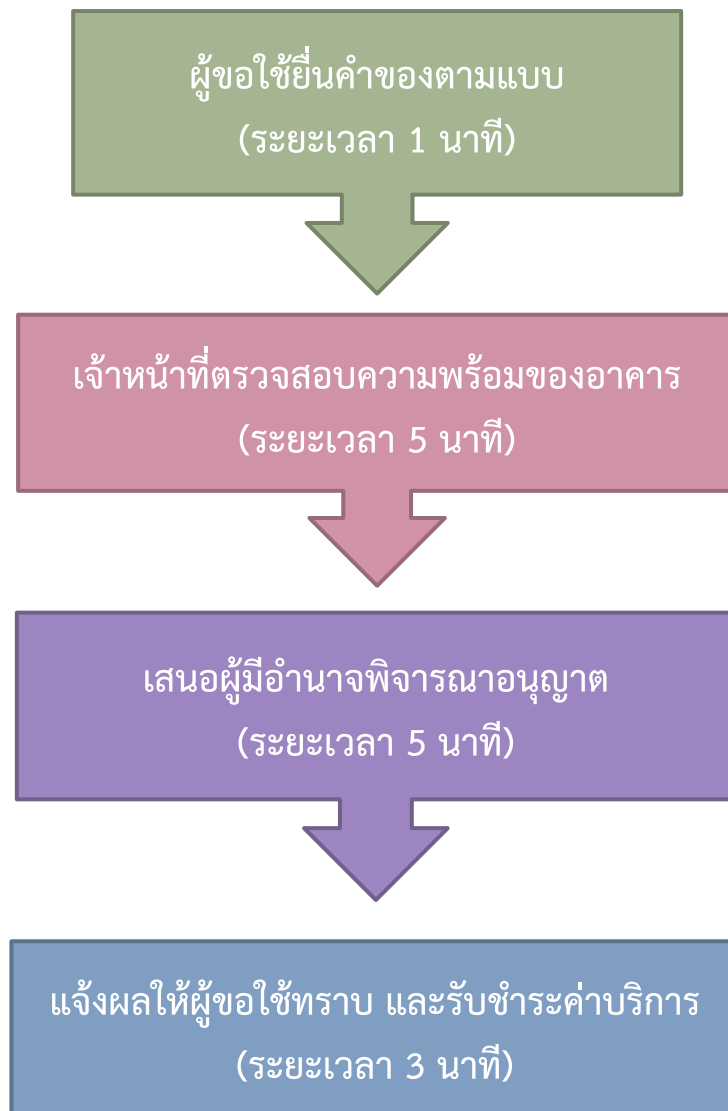 ผู้ขอใช้ยื่นคำของตามแบบ
(ระยะเวลา 1 นาที)
เจ้าหน้าที่ตรวจสอบความพร้อมของอาคาร
(ระยะเวลา 5 นาที)
เสนอผู้มีอำนาจพิจารณาอนุญาต
(ระยะเวลา 5 นาที)
แจ้งผลให้ผู้ขอใช้ทราบ และรับชำระค่าบริการ
(ระยะเวลา 3 นาที)